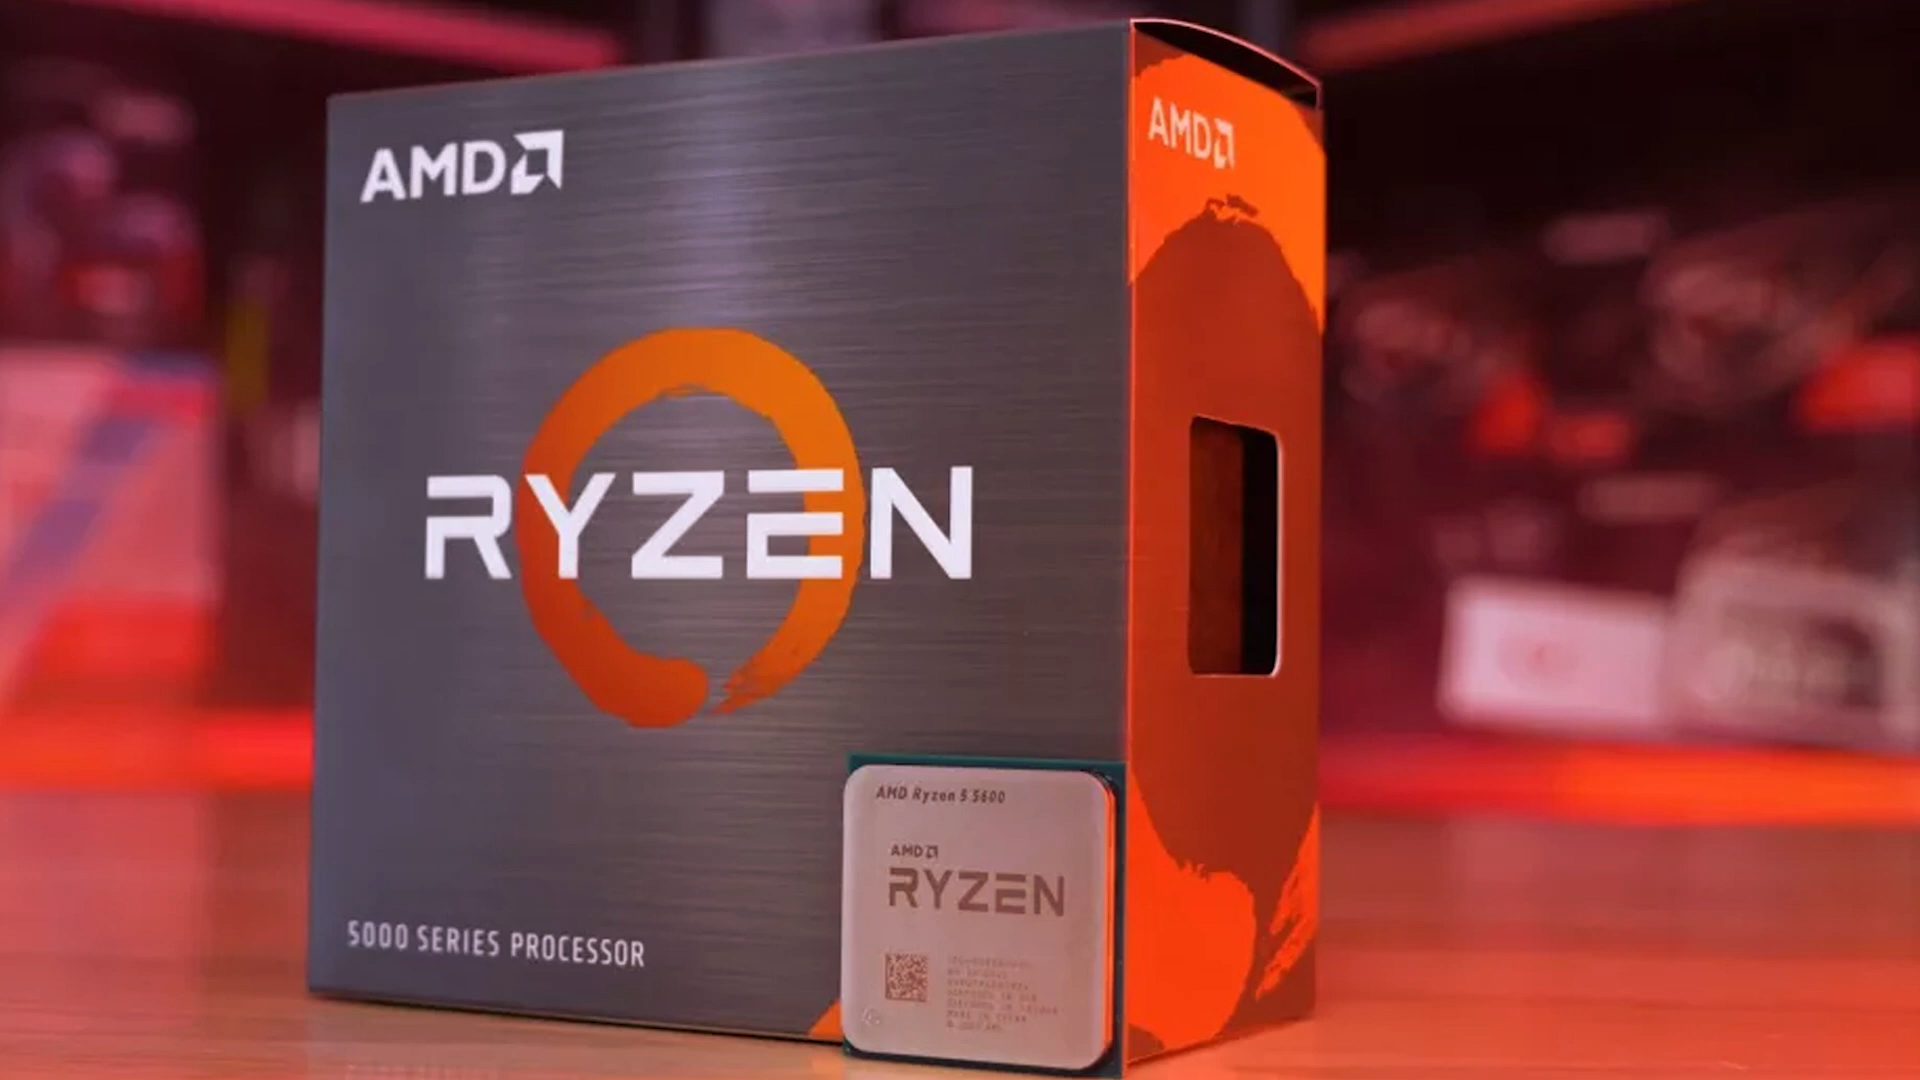 AMD
AMD
RYZEN
5000 SERIES PROCESSOR
AMD Ryzen 5 5600
AMD
RYZEN